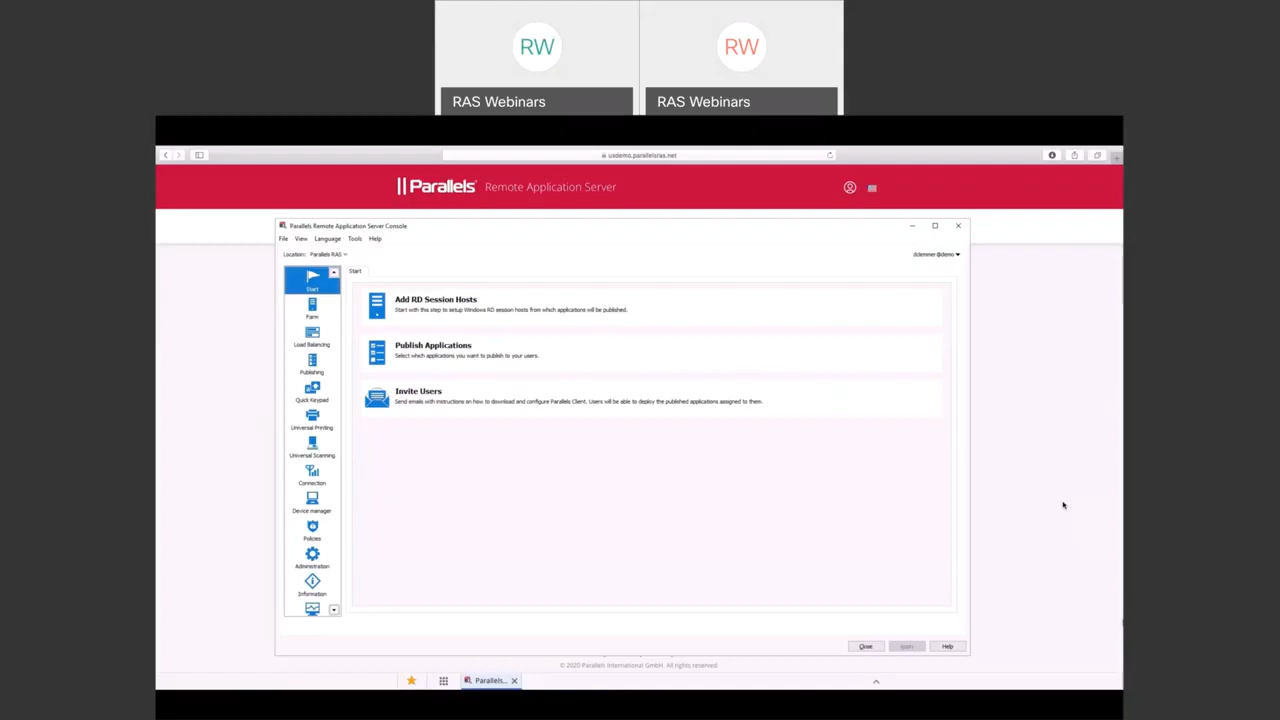 RW
RW
RAS Webinars
RAS Webinars
usdemo.parallelsras.net
Parallels® Remote Application Server
Parallels Remote Application Server Console
File View Language Tools Help
Location: Parallels RAS
ddemmer@demo
Start
Start
Add RD Session Hosts
Start with this step to setup Windows RD session hosts from which applications will be published.
Farm
Load Balancing
Publish Applications
Select which applications you want to publish to your users.
Publishing
Quick Keypad
Invite Users
Send emails with instructions on how to download and configure Parallels Client. Users will be able to deploy the published applications assigned to them.
Universal Printing
Universal Scanning
Connection
Device manager
Policies
Administration
Information
Close
Apply
Help
© 2020 Parallels International GmbH. All rights reserved.
Parallels...